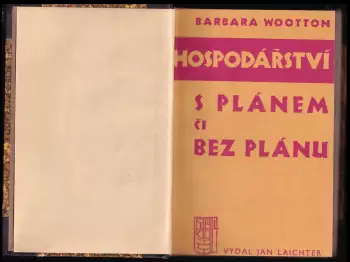 BARBARA WOOTTON
HOSPODÁŘSTVÍ
S PLÁNEM
ČI
BEZ PLÁNU
VYDAL JAN LAICHTER